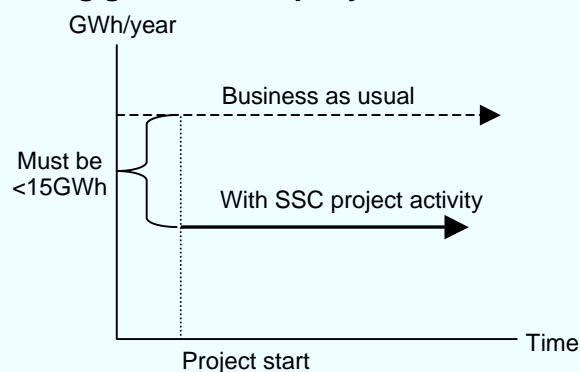 GWh/year
Business as usual
Must be
<15GWh
With SSC project activity
Time
Project start